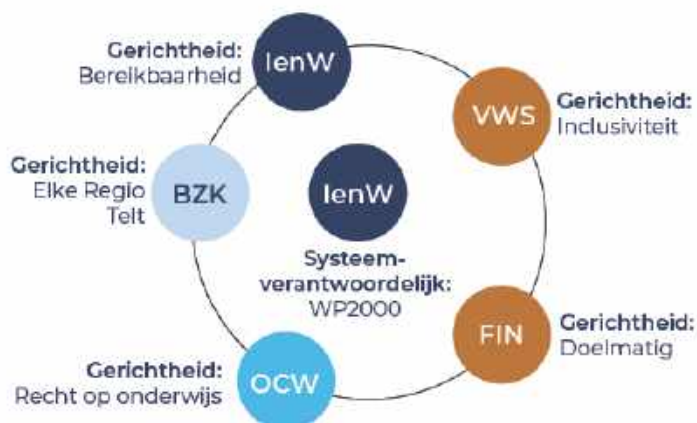 Gerichtheid:
Bereikbaarheid
IenW
VWS
Gerichtheid:
Inclusiviteit
Gerichtheid:
Elke Regio
Telt
BZK
IenW
Systeem-
verantwoordelijk:
WP2000
FIN
Gerichtheid:
Doelmatig
Gerichtheid:
Recht op onderwijs
OCW